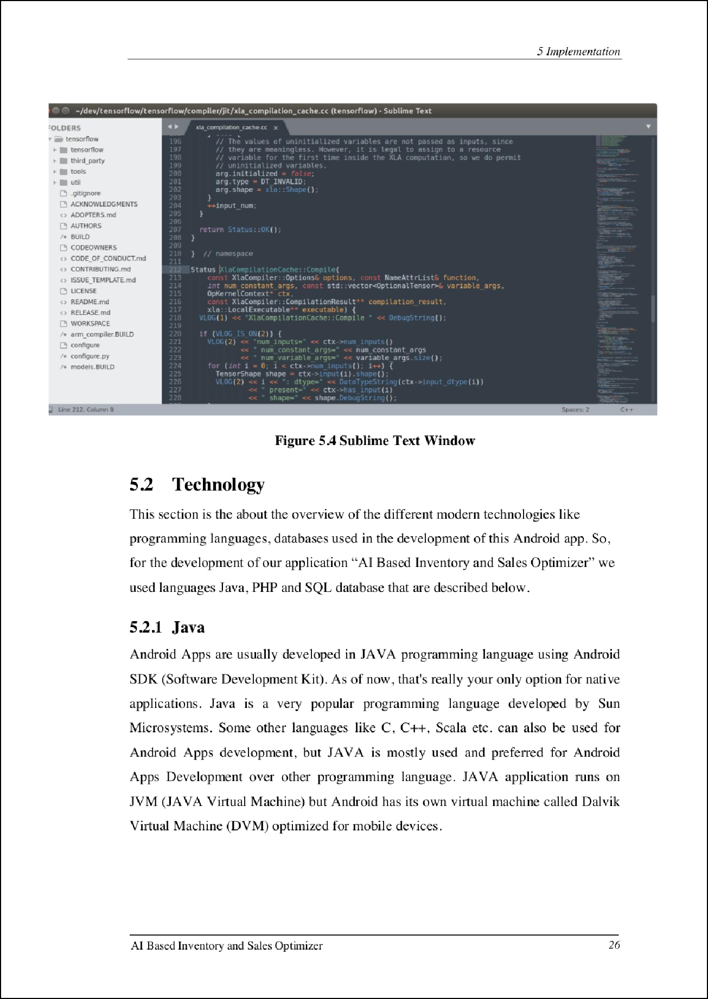 5 Implementation
~/dev/tensorflow/tensorflow/compiler/jit/xla_compilation_cache.cc (tensorflow) - Sublime Text
FOLDERS
tensorflow
tensorflow
third_party
tools
util
.gitignore
ACKNOWLEDGMENTS
<> ADOPTERS.md
AUTHORS
/* BUILD
CODEOWNERS
<> CODE_OF_CONDUCT.md
<> CONTRIBUTING.md
<> ISSUE_TEMPLATE.md
LICENSE
<> README.md
<> RELEASE.md
WORKSPACE
/* arm_compiler.BUILD
configure
/* configure.py
/* models.BUILD
xla_compilation_cache.cc x
196 // The values of uninitialized variables are not passed as inputs, since
197 // they are meaningless. However, it is legal to assign to a resource
198 // variable for the first time inside the XLA computation, so we do permit
199 // uninitialized variables.
200 arg.initialized = false;
201 arg.type = DT_INVALID;
202 arg.shape = xla::Shape();
203 }
204 ++input_num;
205 }
206
207 return Status::OK();
208 }
209
210 } // namespace
211
212 Status XlaCompilationCache::Compile(
213 const XlaCompiler::Options& options, const NameAttrList& function,
214 int num_constant_args, const std::vector<OptionalTensor>& variable_args,
215 OpKernelContext* ctx,
216 const XlaCompiler::CompilationResult** compilation_result,
217 xla::LocalExecutable** executable) {
218 VLOG(1) << "XlaCompilationCache::Compile " << DebugString();
219
220 if (VLOG_IS_ON(2)) {
221 VLOG(2) << "num_inputs=" << ctx->num_inputs()
222 << " num_constant_args=" << num_constant_args
223 << " num_variable_args=" << variable_args.size();
224 for (int i = 0; i < ctx->num_inputs(); i++) {
225 TensorShape shape = ctx->input(i).shape();
226 VLOG(2) << i << ": dtype=" << DataTypeString(ctx->input_dtype(i))
227 << " present=" << ctx->has_input(i)
228 << " shape=" << shape.DebugString();
Line 212, Column 8
Spaces: 2 C++
Figure 5.4 Sublime Text Window
5.2 Technology
This section is the about the overview of the different modern technologies like
programming languages, databases used in the development of this Android app. So,
for the development of our application “AI Based Inventory and Sales Optimizer” we
used languages Java, PHP and SQL database that are described below.
5.2.1 Java
Android Apps are usually developed in JAVA programming language using Android
SDK (Software Development Kit). As of now, that's really your only option for native
applications. Java is a very popular programming language developed by Sun
Microsystems. Some other languages like C, C++, Scala etc. can also be used for
Android Apps development, but JAVA is mostly used and preferred for Android
Apps Development over other programming language. JAVA application runs on
JVM (JAVA Virtual Machine) but Android has its own virtual machine called Dalvik
Virtual Machine (DVM) optimized for mobile devices.
AI Based Inventory and Sales Optimizer 26